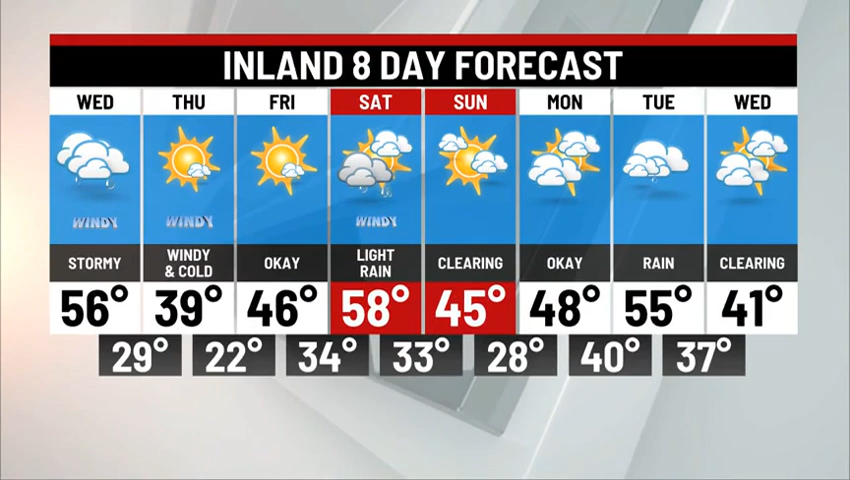 INLAND 8 DAY FORECAST
WED THU FRI SAT SUN MON TUE WED
WINDY WINDY WINDY
STORMY WINDY & COLD OKAY LIGHT RAIN CLEARING OKAY RAIN CLEARING
56° 39° 46° 58° 45° 48° 55° 41°
29° 22° 34° 33° 28° 40° 37°